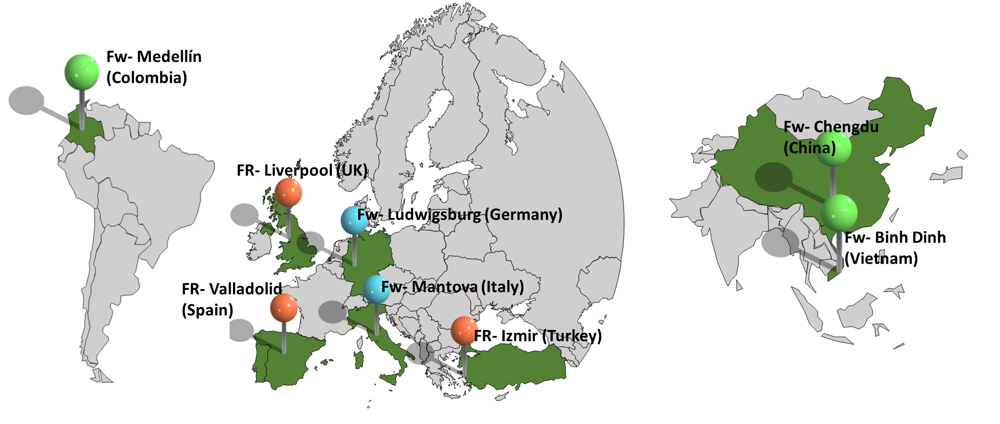 Fw- Medellín
(Colombia)
FR- Liverpool (UK)
Fw- Ludwigsburg (Germany)
FR- Valladolid
(Spain)
Fw- Mantova (Italy)
FR- Izmir (Turkey)
Fw- Chengdu
(China)
Fw- Binh Dinh
(Vietnam)